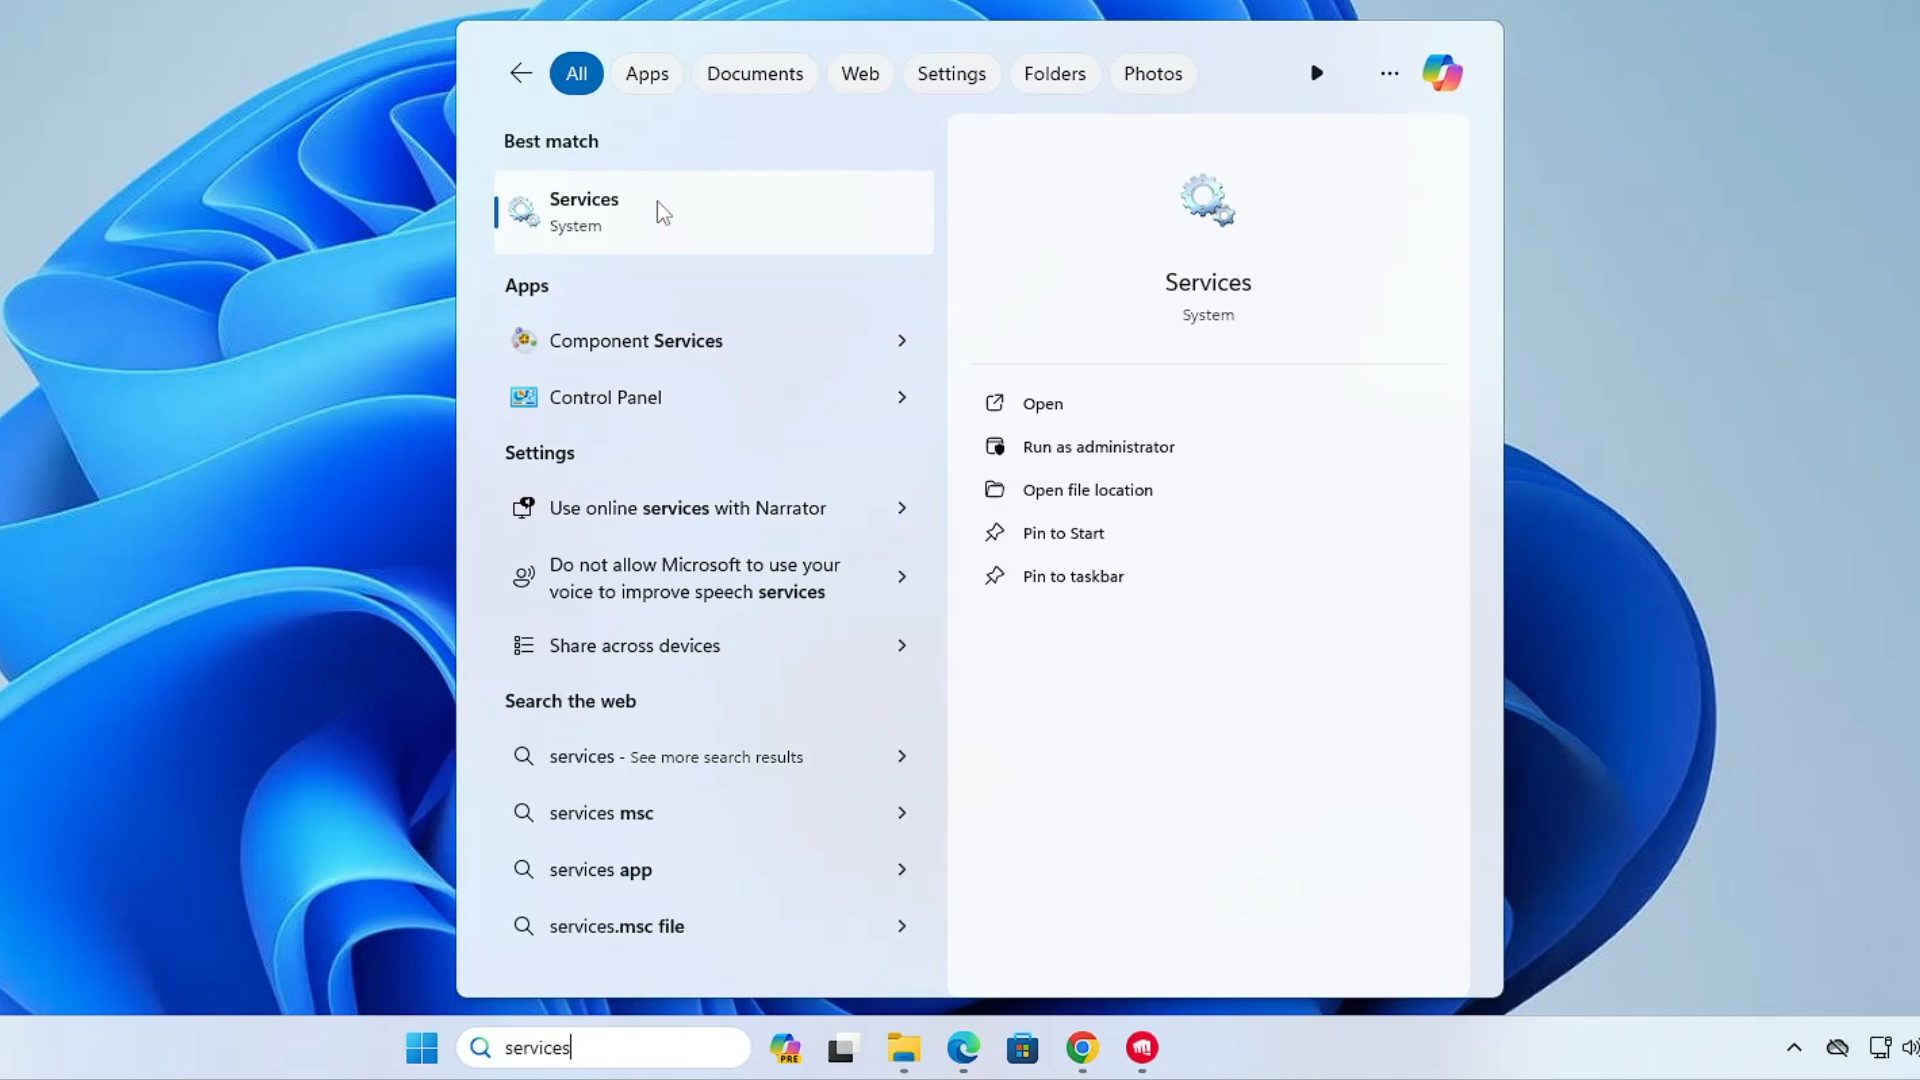 All Apps Documents Web Settings Folders Photos
Best match
Services
System
Apps
Component Services
Control Panel
Settings
Use online services with Narrator
Do not allow Microsoft to use your
voice to improve speech services
Share across devices
Search the web
services - See more search results
services msc
services app
services.msc file
Services
System
Open
Run as administrator
Open file location
Pin to Start
Pin to taskbar
services
PRE